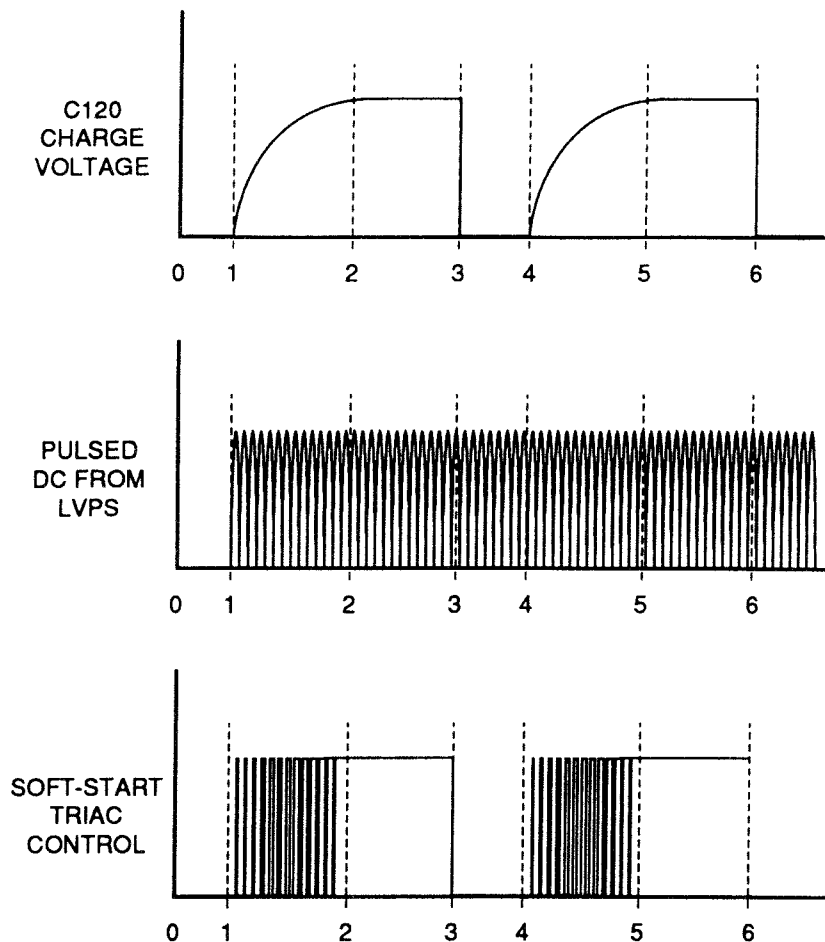 C120
CHARGE
VOLTAGE
0 1 2 3 4 5 6
PULSED
DC FROM
LVPS
0 1 2 3 4 5 6
SOFT-START
TRIAC
CONTROL
0 1 2 3 4 5 6